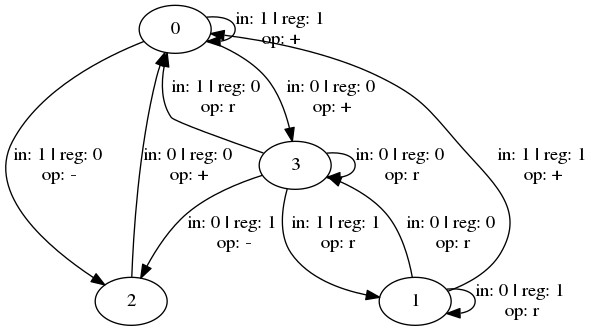 0
in: 1 | reg: 1
op: +
in: 1 | reg: 0
op: r
in: 0 | reg: 0
op: +
in: 1 | reg: 0
op: -
in: 0 | reg: 0
op: +
3
in: 0 | reg: 0
op: r
in: 1 | reg: 1
op: +
in: 0 | reg: 1
op: -
in: 1 | reg: 1
op: r
in: 0 | reg: 0
op: r
2
1
in: 0 | reg: 1
op: r